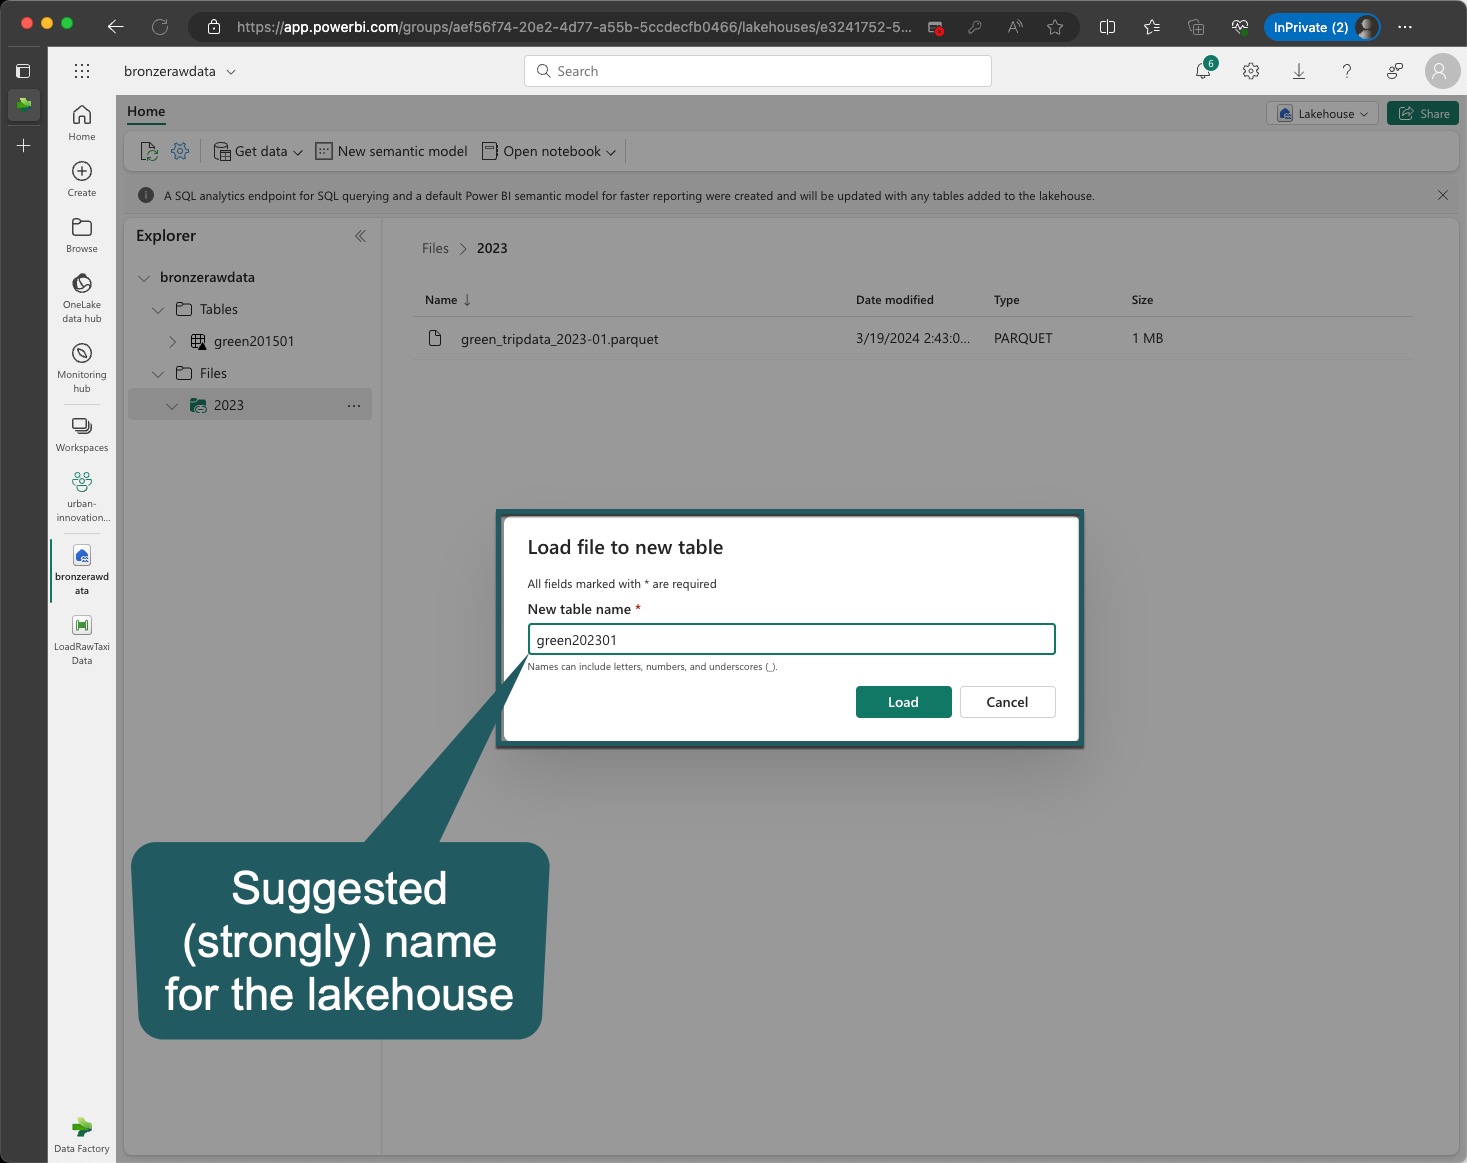 https://app.powerbi.com/groups/aef56f74-20e2-4d77-a55b-5ccdecfb0466/lakehouses/e3241752-5...
InPrivate (2)
bronzerawdata
Search
6
Home
Create
Browse
OneLake
data hub
Monitoring
hub
Workspaces
urban-
innovation...
bronzerawd
ata
LoadRawTaxi
Data
Data Factory
Home
Lakehouse
Share
Get data
New semantic model
Open notebook
A SQL analytics endpoint for SQL querying and a default Power BI semantic model for faster reporting were created and will be updated with any tables added to the lakehouse.
Explorer
bronzerawdata
Tables
green201501
Files
2023
Files > 2023
Name Date modified Type Size
green_tripdata_2023-01.parquet 3/19/2024 2:43:0... PARQUET 1 MB
Load file to new table
All fields marked with * are required
New table name *
green202301
Names can include letters, numbers, and underscores (_).
Load
Cancel
Suggested
(strongly) name
for the lakehouse